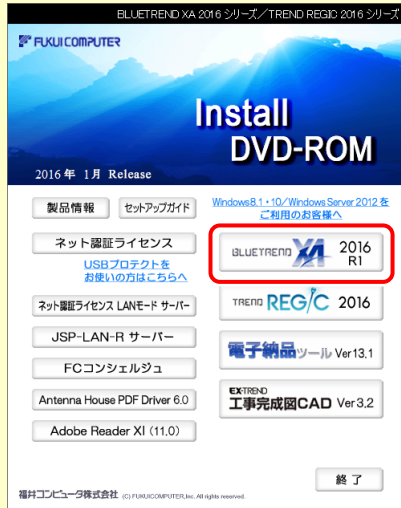 BLUETREND XA 2016 シリーズ／TREND REGIC 2016 シリーズ
FUKUI COMPUTER
Install
DVD-ROM
2016年 1月 Release
製品情報
セットアップガイド
Windows8.1・10／Windows Server 2012 を
ご利用のお客様へ
ネット認証ライセンス
USBプロテクトを
お使いの方はこちらへ
ネット認証ライセンス LANモード サーバー
JSP-LAN-R サーバー
FCコンシェルジュ
Antenna House PDF Driver 6.0
Adobe Reader XI (11.0)
BLUETREND XA 2016
R1
TREND REGIC 2016
電子納品ツール Ver13.1
EX-TREND
工事完成図CAD Ver3.2
終了
福井コンピュータ株式会社 (C) FUKUICOMPUTER,Inc. All rights reserved.